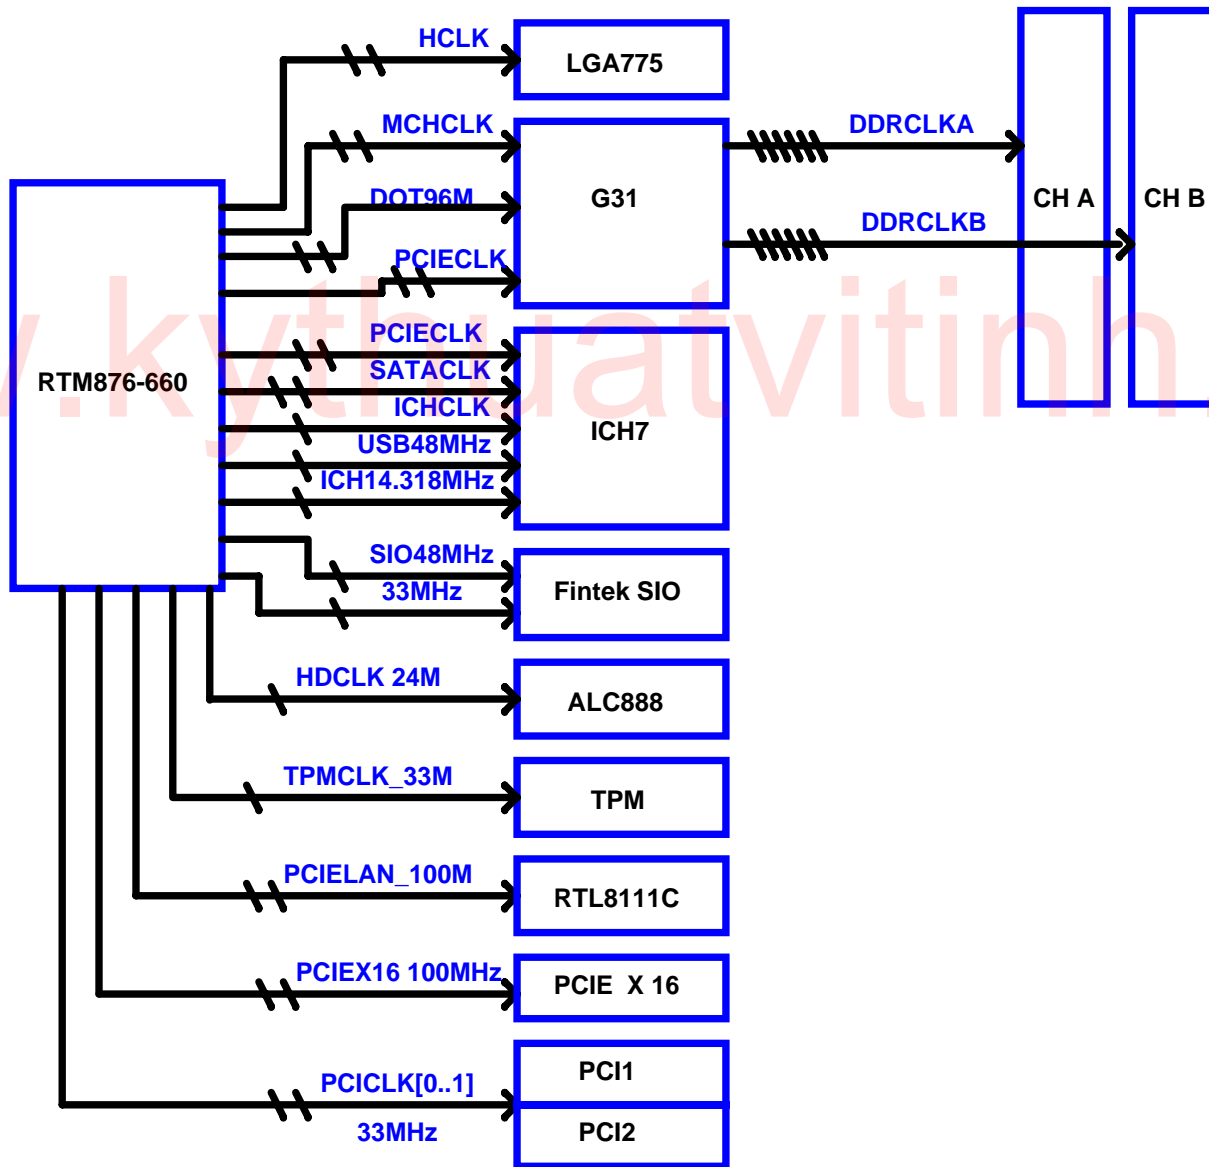 HCLK
LGA775
MCHCLK
DDRCLKA
DOT96M
G31
CH A
CH B
DDRCLKB
PCIECLK
PCIECLK
RTM876-660
SATACLK
ICHCLK
ICH7
USB48MHz
ICH14.318MHz
SIO48MHz
33MHz
Fintek SIO
HDCLK 24M
ALC888
TPMCLK_33M
TPM
PCIELAN_100M
RTL8111C
PCIEX16 100MHz
PCIE X 16
PCICLK[0..1]
33MHz
PCI1
PCI2
.kythuatvitinh.